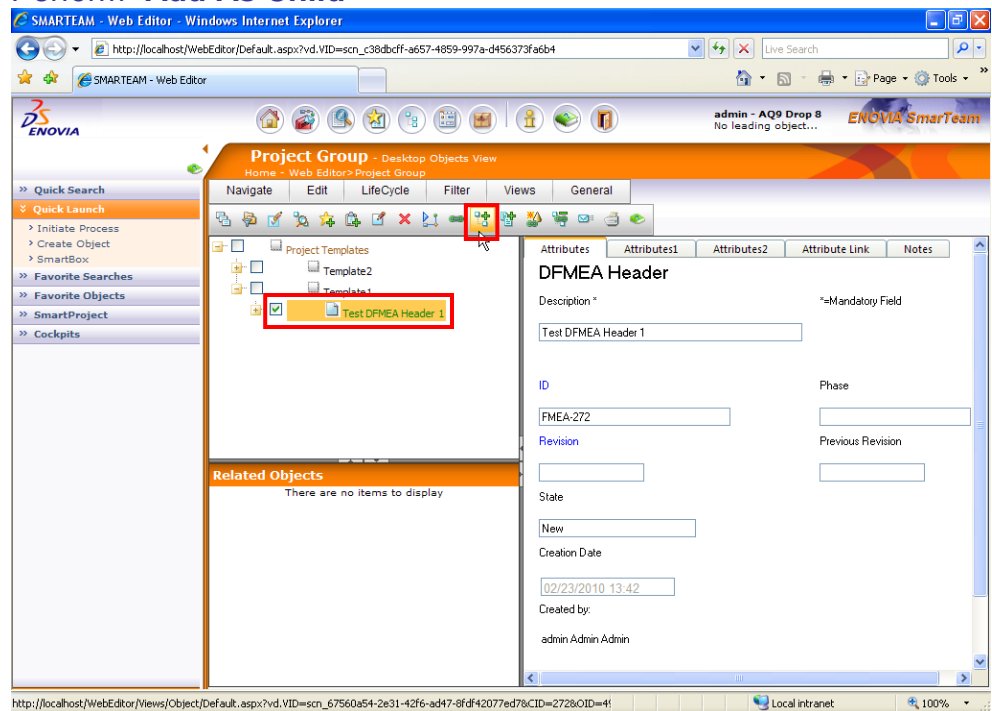 Perform "Add As Child"
SMARTEAM - Web Editor - Windows Internet Explorer
http://localhost/WebEditor/Default.aspx?vd.VID=scn_c38dbcff-a657-4859-997a-d456373fa6b4
Live Search
SMARTEAM - Web Editor
Page
Tools
ENOVIA
admin - AQ9 Drop 8
No leading object...
ENOVIA SmarTeam
Project Group - Desktop Objects View
Home - Web Editor>Project Group
Quick Search
Quick Launch
Initiate Process
Create Object
SmartBox
Favorite Searches
Favorite Objects
SmartProject
Cockpits
Navigate Edit LifeCycle Filter Views General
Project Templates
Template2
Template1
Test DFMEA Header 1
Related Objects
There are no items to display
Attributes Attributes1 Attributes2 Attribute Link Notes
DFMEA Header
Description * *=Mandatory Field
Test DFMEA Header 1
ID Phase
FMEA-272
Revision Previous Revision
State
New
Creation Date
02/23/2010 13:42
Created by:
admin Admin Admin
http://localhost/WebEditor/Views/Object/Default.aspx?vd.VID=scn_67560a54-2e31-42f6-ad47-8fdf42077ed7&CID=272&OID=49
Local intranet
100%